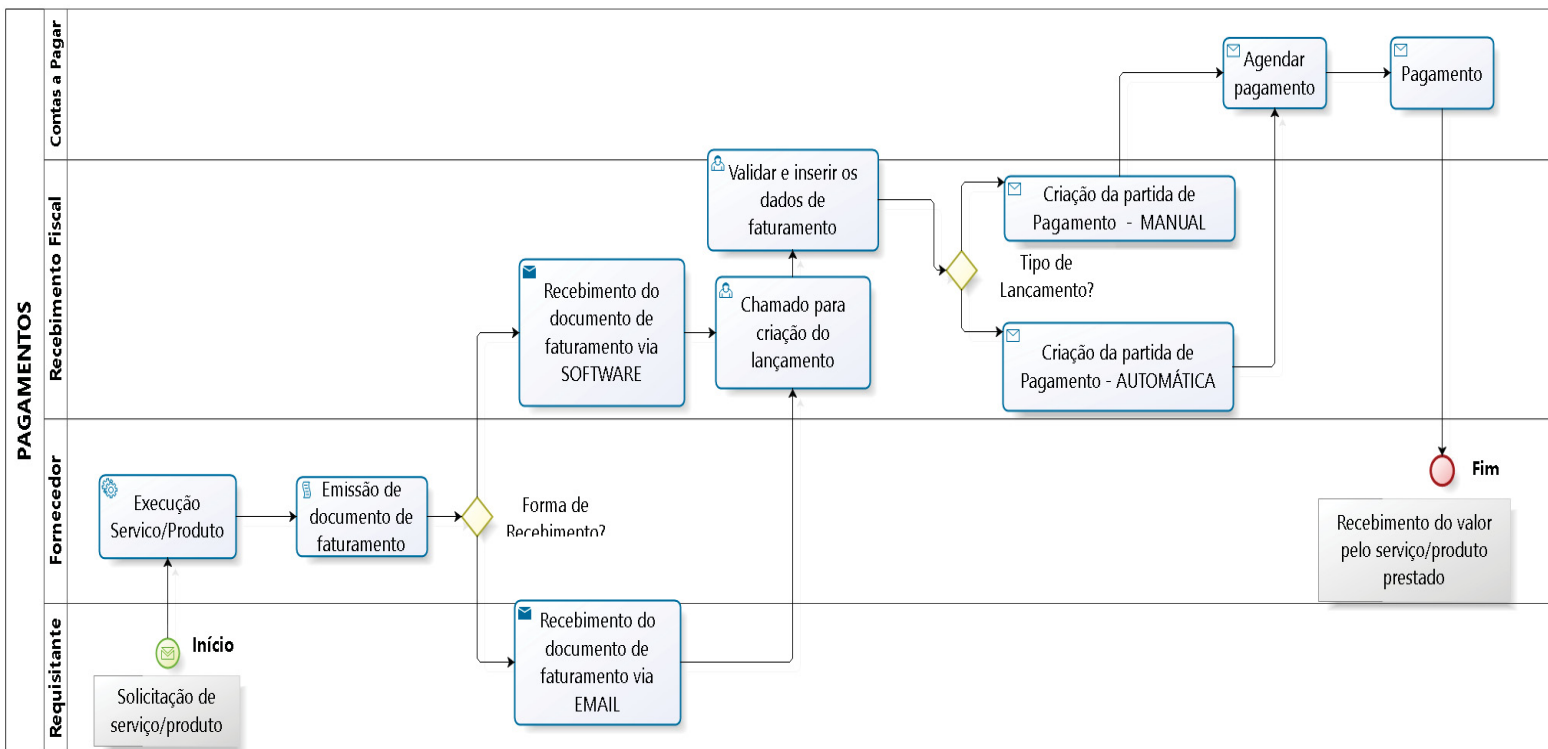 PAGAMENTOS
Contas a Pagar
Agendar
pagamento
Pagamento
Recebimento Fiscal
Validar e inserir os
dados de
faturamento
Criação da partida de
Pagamento - MANUAL
Tipo de
Lancamento?
Recebimento do
documento de
faturamento via
SOFTWARE
Chamado para
criação do
lançamento
Criação da partida de
Pagamento - AUTOMÁTICA
Fornecedor
Execução
Servico/Produto
Emissão de
documento de
faturamento
Forma de
Recebimento?
Fim
Recebimento do valor
pelo serviço/produto
prestado
Requisitante
Início
Solicitação de
serviço/produto
Recebimento do
documento de
faturamento via
EMAIL